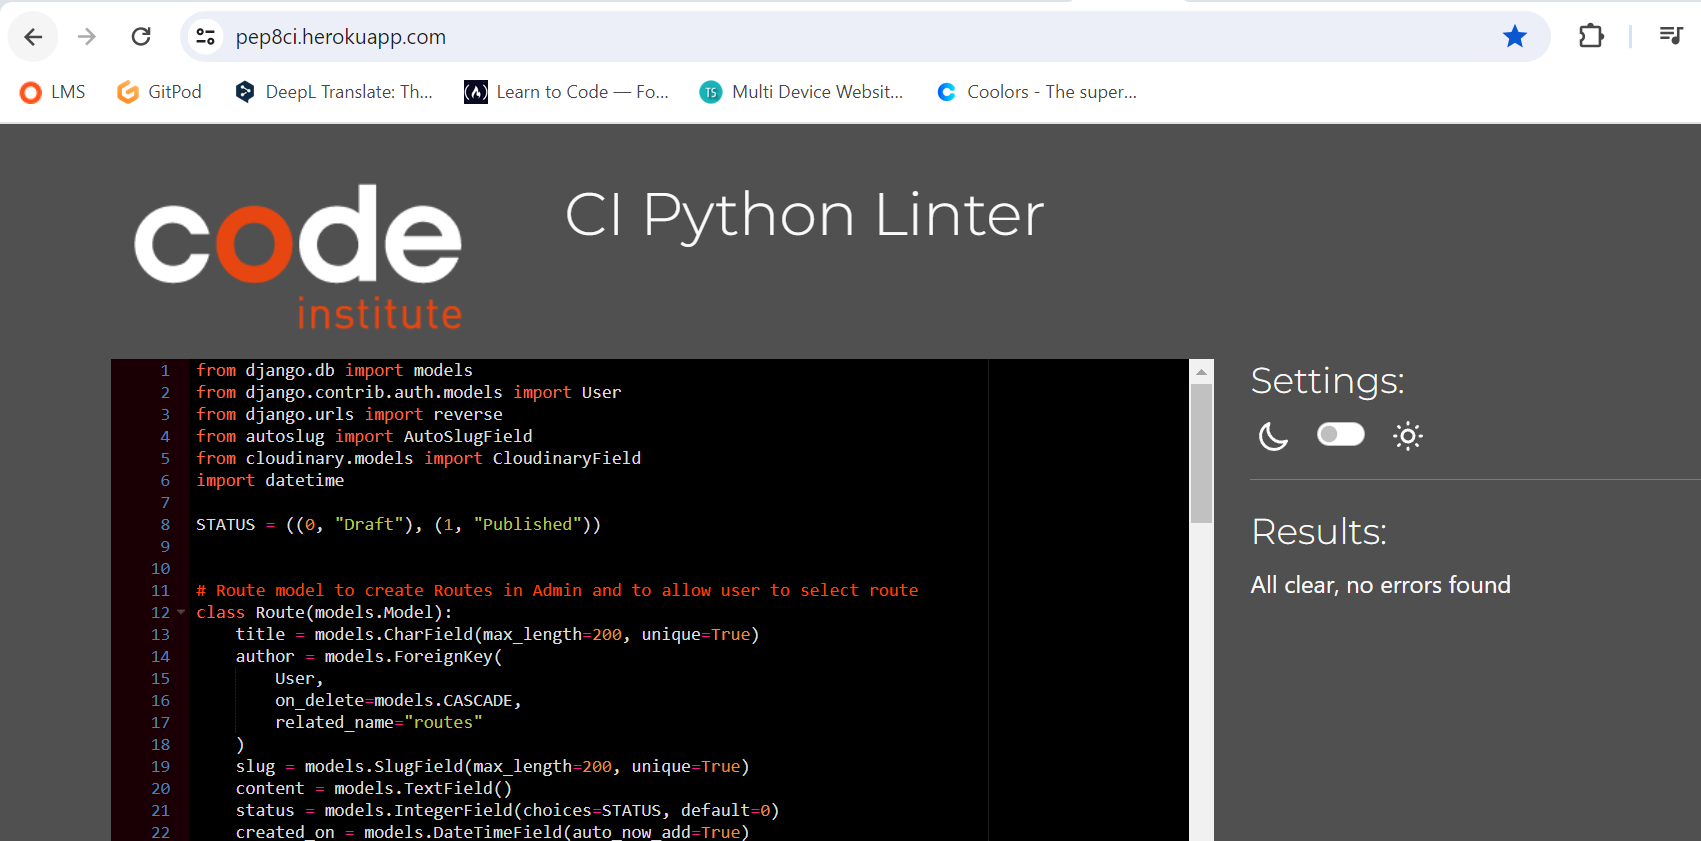 pep8ci.herokuapp.com
LMS GitPod DeepL Translate: Th... Learn to Code — Fo... TS Multi Device Websit... Coolors - The super...
code
institute
CI Python Linter
1 from django.db import models
2 from django.contrib.auth.models import User
3 from django.urls import reverse
4 from autoslug import AutoSlugField
5 from cloudinary.models import CloudinaryField
6 import datetime
7
8 STATUS = ((0, "Draft"), (1, "Published"))
9
10
11 # Route model to create Routes in Admin and to allow user to select route
12 class Route(models.Model):
13     title = models.CharField(max_length=200, unique=True)
14     author = models.ForeignKey(
15         User,
16         on_delete=models.CASCADE,
17         related_name="routes"
18     )
19     slug = models.SlugField(max_length=200, unique=True)
20     content = models.TextField()
21     status = models.IntegerField(choices=STATUS, default=0)
22     created_on = models.DateTimeField(auto_now_add=True)
Settings:
Results:
All clear, no errors found